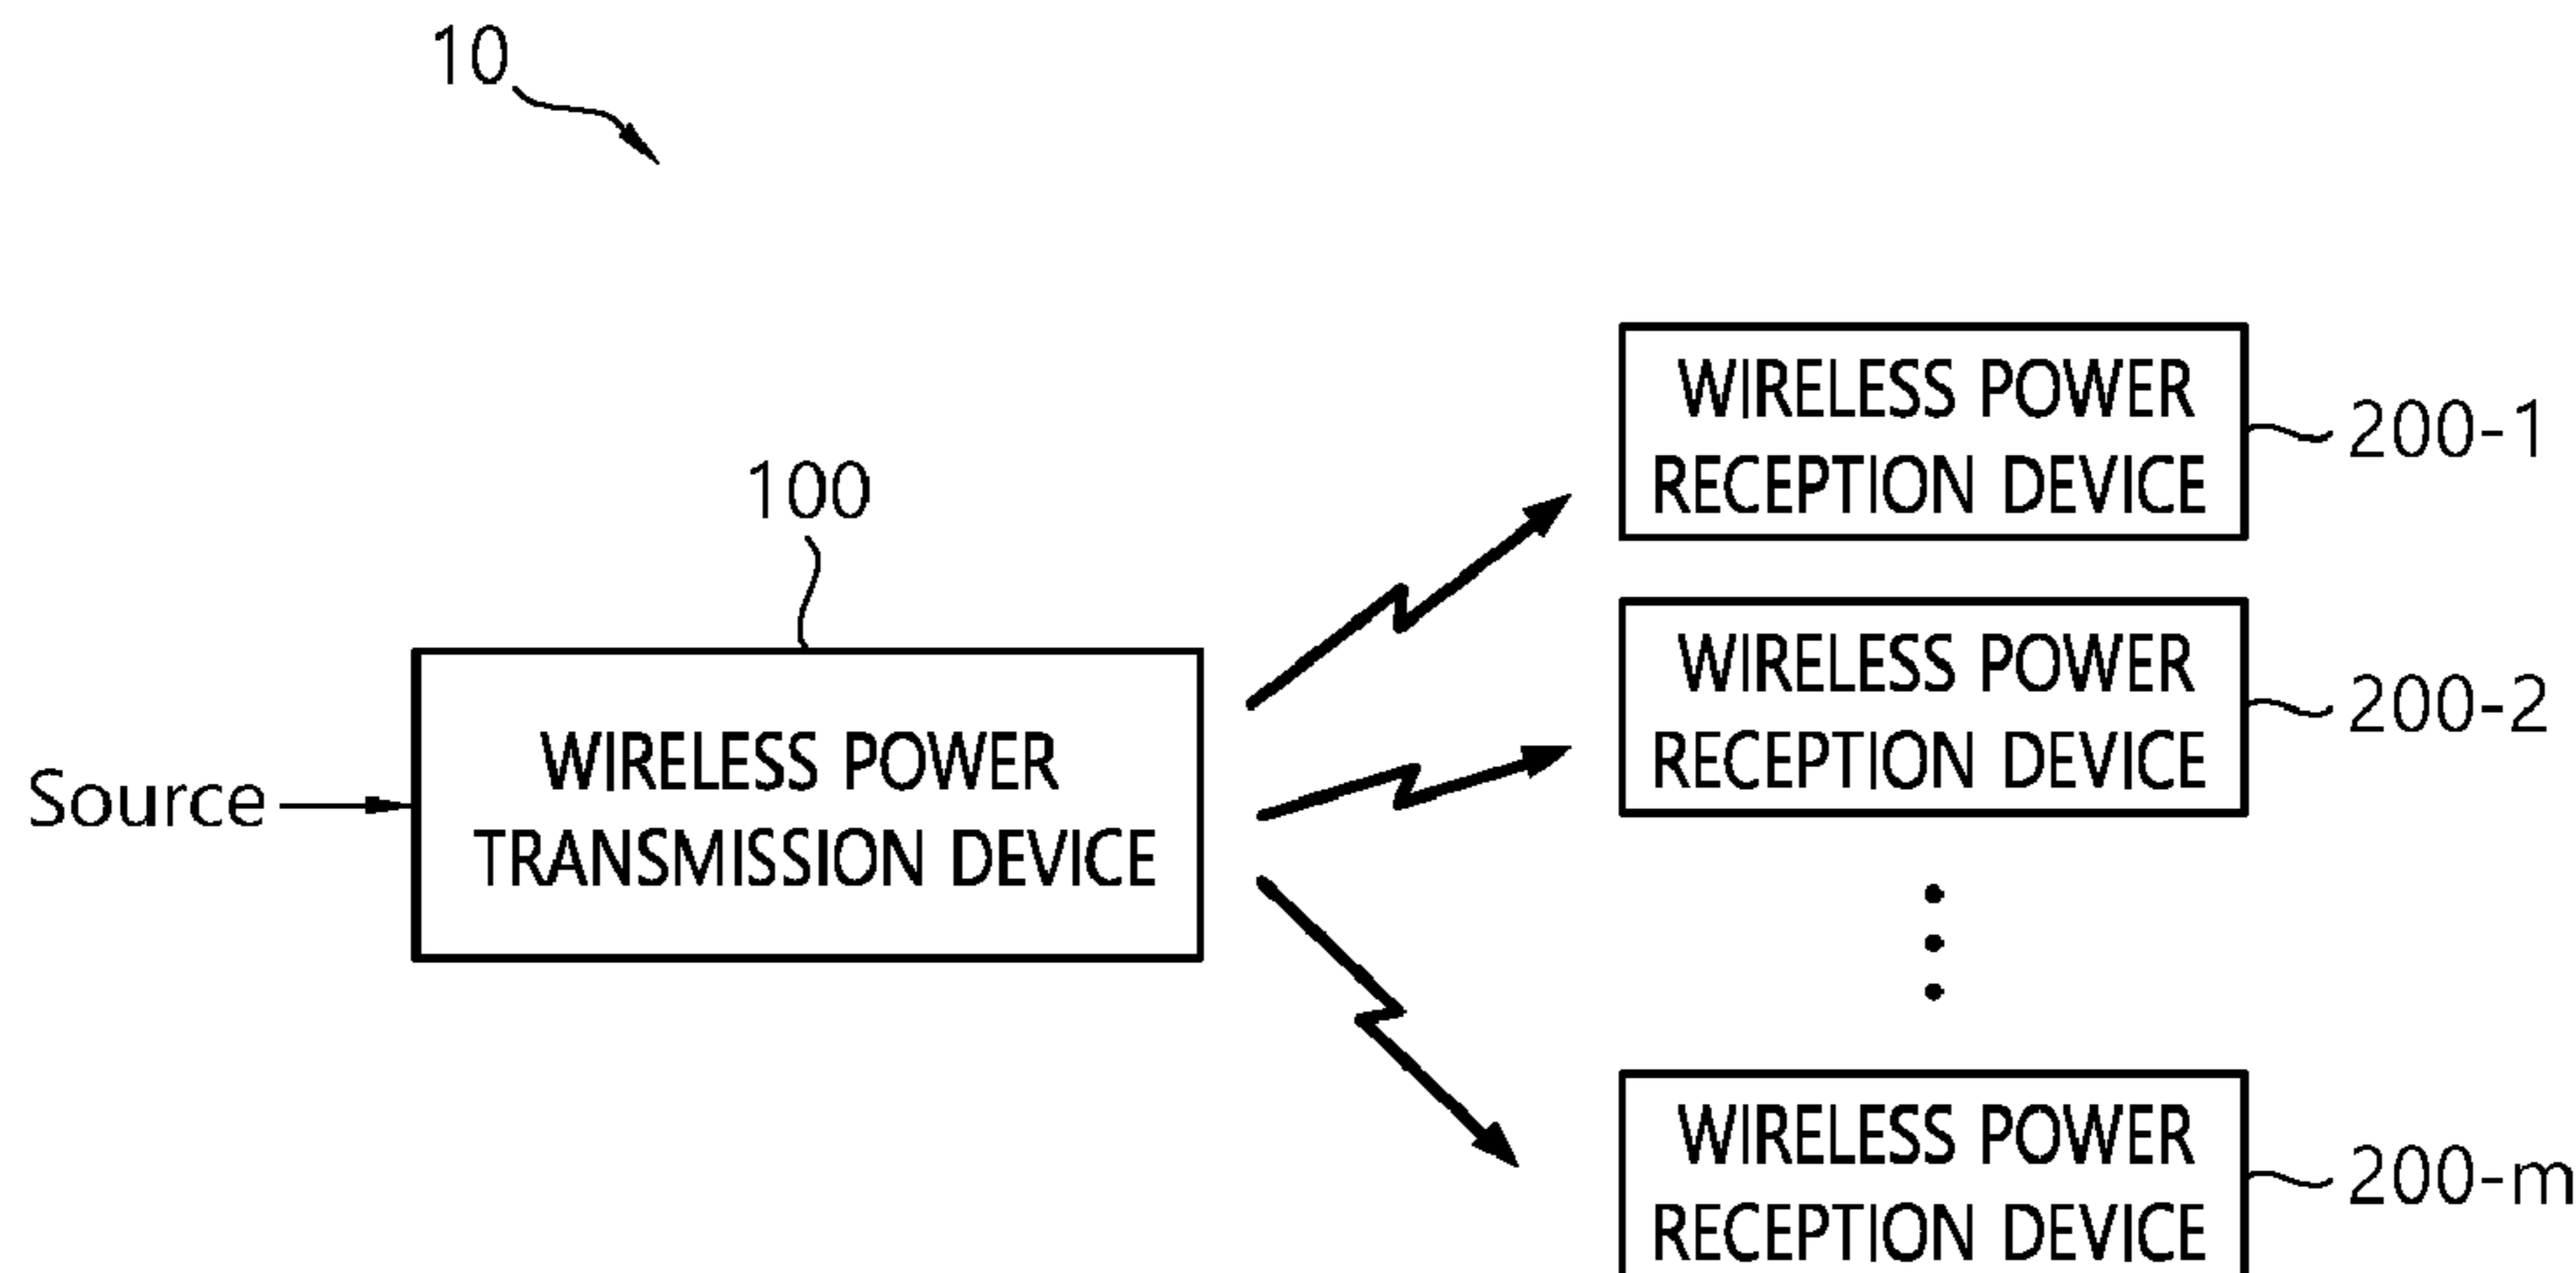 10
100
Source
WIRELESS POWER
TRANSMISSION DEVICE
WIRELESS POWER
RECEPTION DEVICE
200-1
WIRELESS POWER
RECEPTION DEVICE
200-2
WIRELESS POWER
RECEPTION DEVICE
200-m